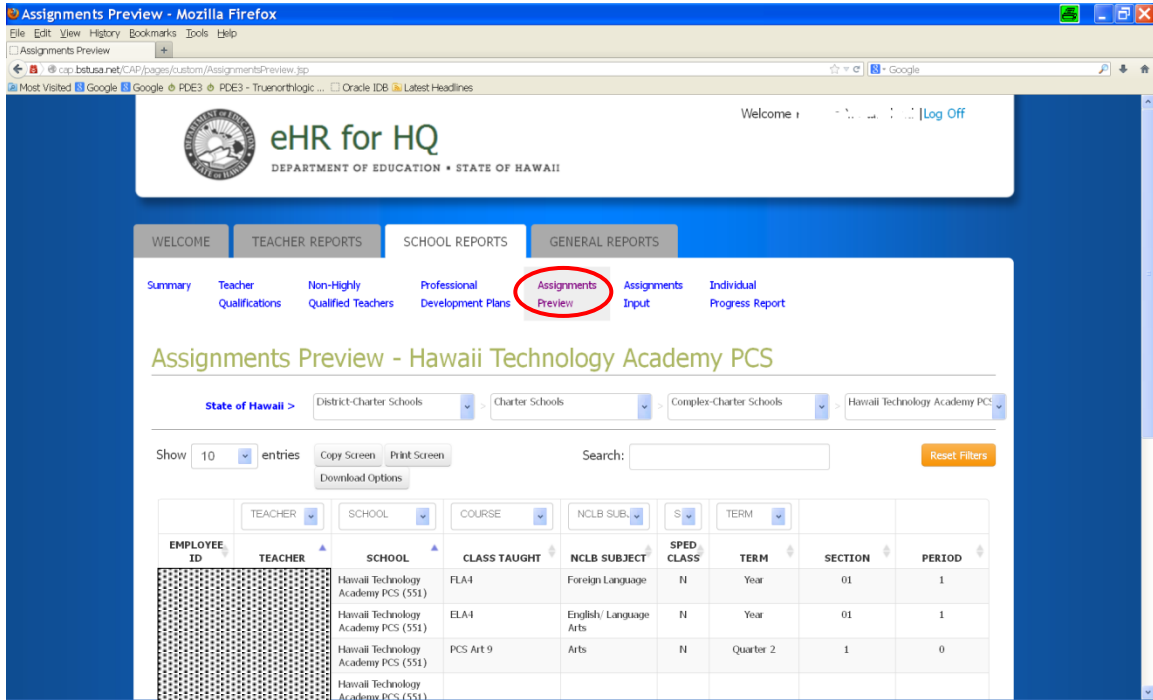 Assignments Preview - Mozilla Firefox
File Edit View History Bookmarks Tools Help
Assignments Preview +
cap.bstusa.net/CAP/pages/custom/AssignmentsPreview.jsp Google
Most Visited Google Google PDE3 PDE3 - Truenorthlogic ... Oracle IDB Latest Headlines
Welcome |Log Off
eHR for HQ
DEPARTMENT OF EDUCATION • STATE OF HAWAII
WELCOME TEACHER REPORTS SCHOOL REPORTS GENERAL REPORTS
Summary Teacher Non-Highly Professional Assignments Assignments Individual
Qualifications Qualified Teachers Development Plans Preview Input Progress Report
Assignments Preview - Hawaii Technology Academy PCS
State of Hawaii > District-Charter Schools > Charter Schools > Complex-Charter Schools > Hawaii Technology Academy PCS
Show 10 entries Copy Screen Print Screen Search: Reset Filters
Download Options
TEACHER SCHOOL COURSE NCLB SUBJ S TERM
EMPLOYEE SPED
ID TEACHER SCHOOL CLASS TAUGHT NCLB SUBJECT CLASS TERM SECTION PERIOD
Hawaii Technology FLA4 Foreign Language N Year 01 1
Academy PCS (551)
Hawaii Technology ELA4 English/ Language N Year 01 1
Academy PCS (551) Arts
Hawaii Technology PCS Art 9 Arts N Quarter 2 1 0
Academy PCS (551)
Hawaii Technology
Academy PCS (551)